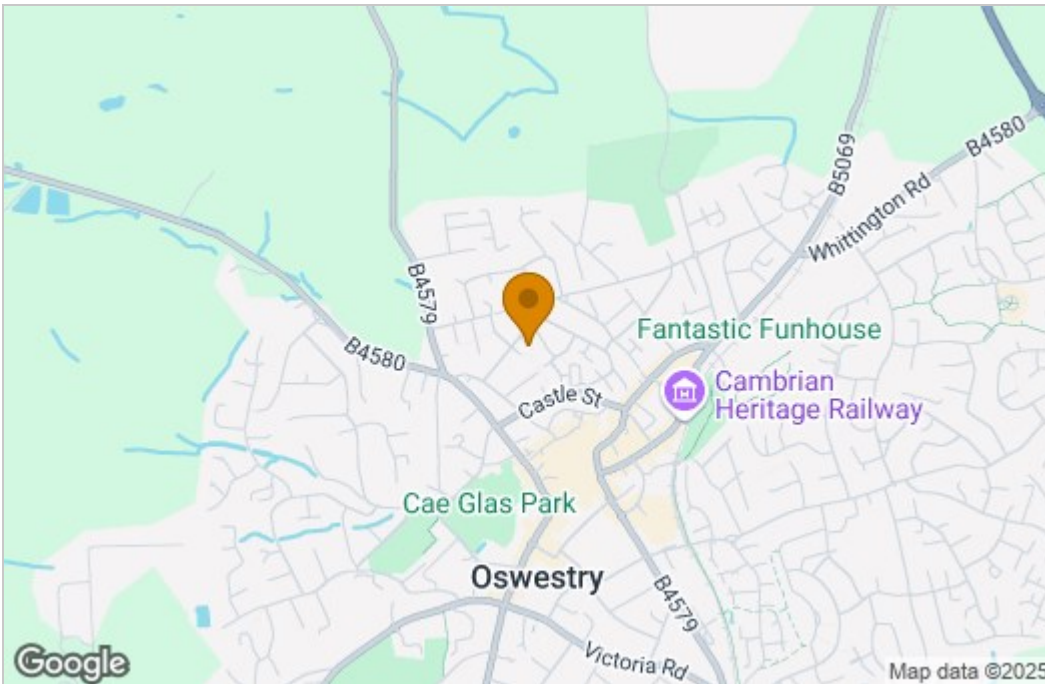 B4580
B5069
Whittington Rd
B4579
Fantastic Funhouse
B4580
Cambrian
Heritage Railway
Castle St
Cae Glas Park
Oswestry
B4579
Victoria Rd
Google
Map data ©2025